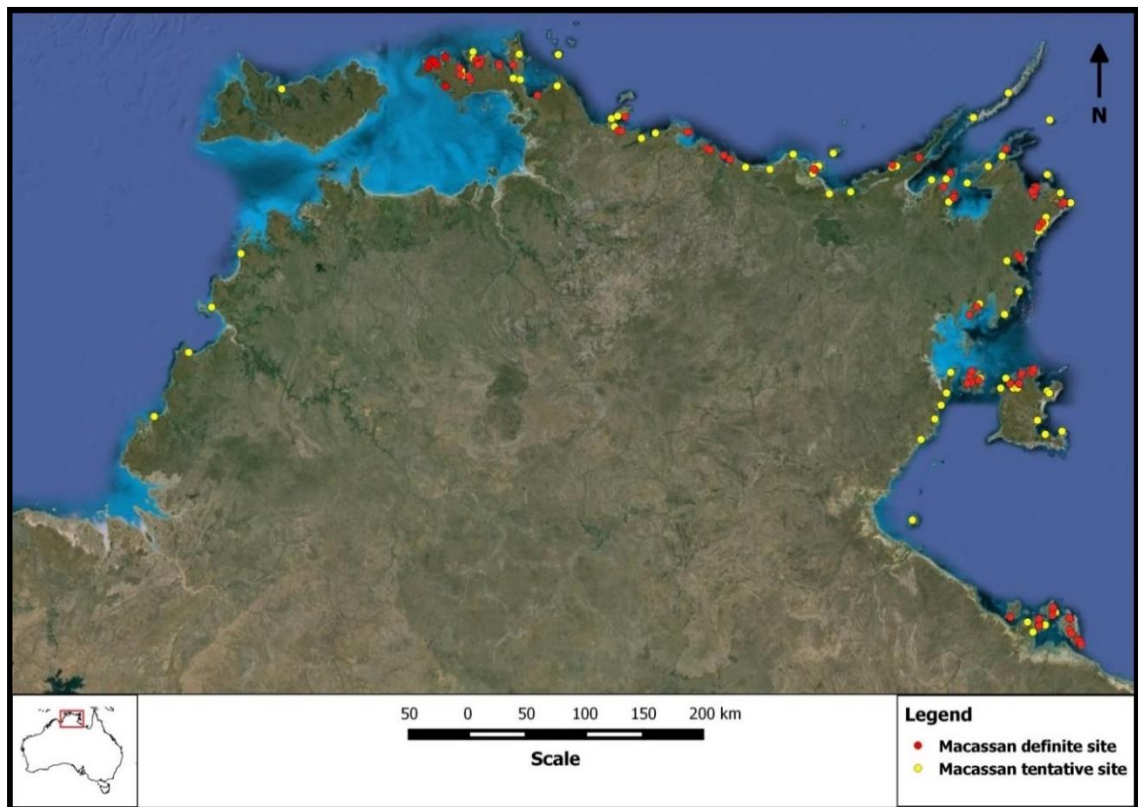 N
50 0 50 100 150 200 km
Scale
Legend
Macassan definite site
Macassan tentative site